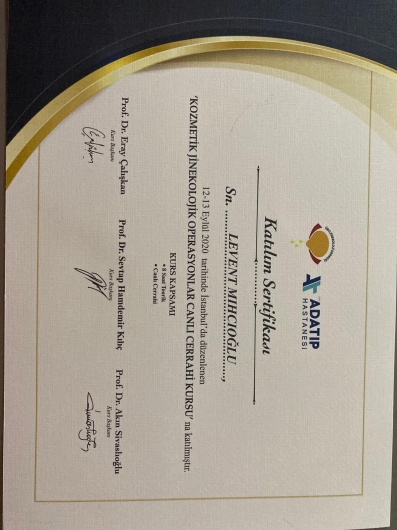 ADATIP
HASTANESİ
Katılım Sertifikası
Sn. ..........LEVENT MIHCIOĞLU..........,
12-13 Eylül 2020 tarihinde İstanbul'da düzenlenen
'KOZMETİK JİNEKOLOJİK OPERASYONLAR CANLI CERRAHİ KURSU' na katılmıştır.
KURS KAPSAMI
• 8 Saat Teorik
• Canlı Cerrahi
Prof. Dr. Eray Çalışkan
Kurs Başkanı
Prof. Dr. Sevtap Hamdemir Kılıç
Kurs Başkanı
Prof. Dr. Akın Sivaslıoğlu
Kurs Başkanı